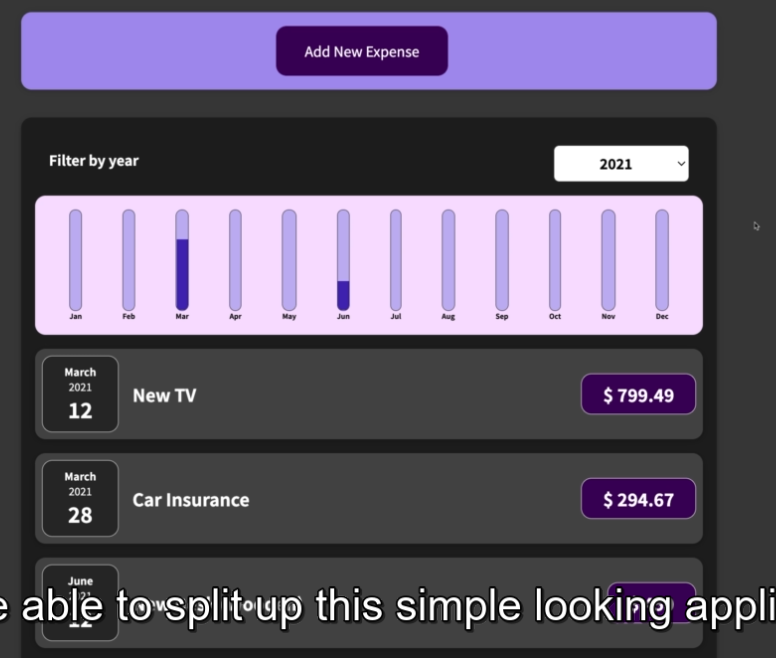 Add New Expense
Filter by year
2021
Jan Feb Mar Apr May Jun Jul Aug Sep Oct Nov Dec
March
2021
12
New TV
$ 799.49
March
2021
28
Car Insurance
$ 294.67
June
2021
12
e able to split up this simple looking appli